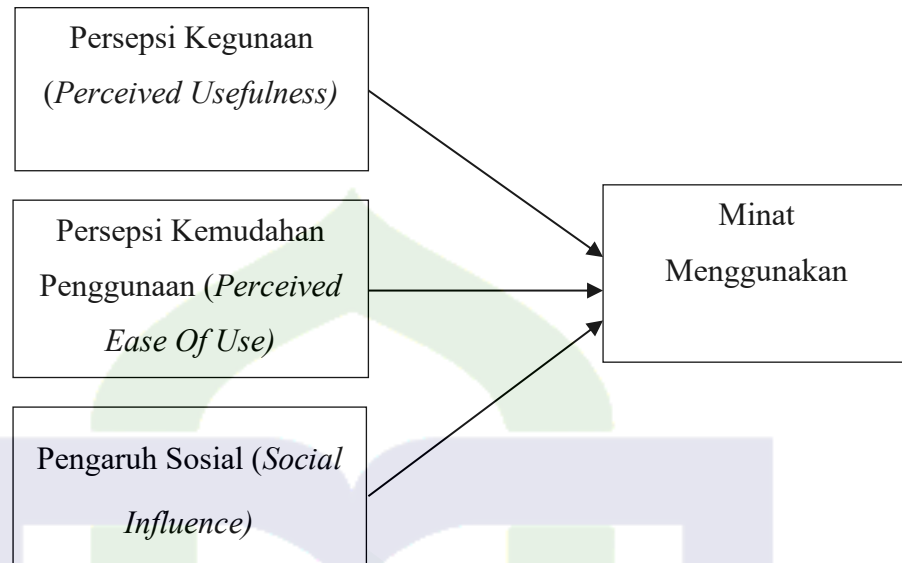 Persepsi Kegunaan
(Perceived Usefulness)
Persepsi Kemudahan
Penggunaan (Perceived
Ease Of Use)
Pengaruh Sosial (Social
Influence)
Minat
Menggunakan